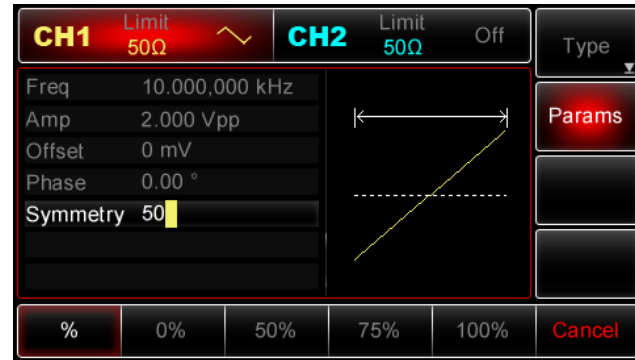 CH1 Limit 50Ω CH2 Limit 50Ω Off Type
Freq 10.000,000 kHz
Amp 2.000 Vpp
Offset 0 mV
Phase 0.00 °
Symmetry 50
Params
% 0% 50% 75% 100% Cancel